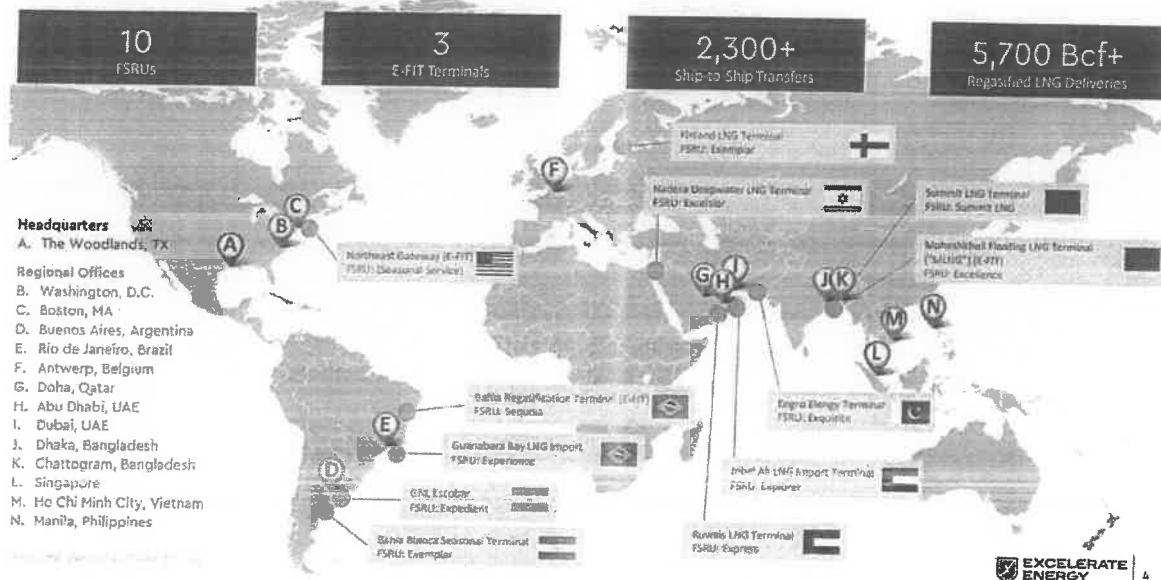 10
FSRUs
3
E-FIT Terminals
2,300+
Ship-to-Ship Transfers
5,700 Bcf+
Regasified LNG Deliveries
Finland LNG Terminal
FSRU: Exemplar
Hadera Deepwater LNG Terminal
FSRU: Excelsior
Summit LNG Terminal
FSRU: Summit LNG
Moheshkhali Floating LNG Terminal
("MLNG") (E-FIT)
FSRU: Excellence
Northeast Gateway (E-FIT)
FSRU: (Seasonal Service)
Headquarters
A. The Woodlands, TX
Regional Offices
B. Washington, D.C.
C. Boston, MA
D. Buenos Aires, Argentina
E. Rio de Janeiro, Brazil
F. Antwerp, Belgium
G. Doha, Qatar
H. Abu Dhabi, UAE
I. Dubai, UAE
J. Dhaka, Bangladesh
K. Chattogram, Bangladesh
L. Singapore
M. Ho Chi Minh City, Vietnam
N. Manila, Philippines
A
B
C
D
E
F
G
H
I
J
K
L
M
N
Bahia Regasification Terminal (E-FIT)
FSRU: Sequoia
Guanabara Bay LNG Import
FSRU: Experience
GNL Escobar
FSRU: Expedient
Bahia Blanca Seasonal Terminal
FSRU: Exemplar
Engro Elengy Terminal
FSRU: Exquisite
Jebel Ali LNG Import Terminal
FSRU: Explorer
Ruwais LNG Terminal
FSRU: Express
EXCELERATE
ENERGY
4